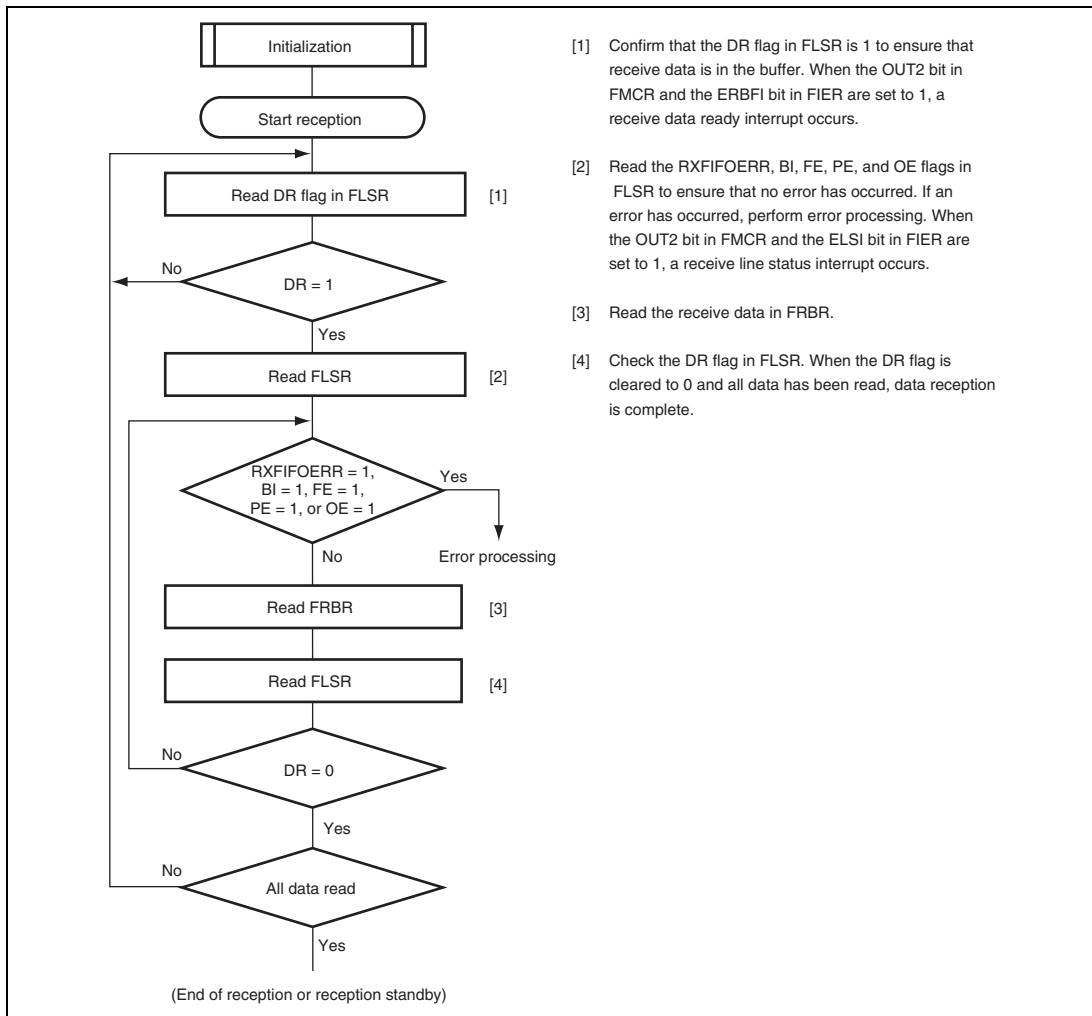 Initialization
Start reception
Read DR flag in FLSR
[1]
No
DR = 1
Yes
Read FLSR
[2]
RXFIFOERR = 1,
BI = 1, FE = 1,
PE = 1, or OE = 1
Yes
Error processing
No
Read FRBR
[3]
Read FLSR
[4]
No
DR = 0
Yes
No
All data read
Yes
(End of reception or reception standby)
[1] Confirm that the DR flag in FLSR is 1 to ensure that
receive data is in the buffer. When the OUT2 bit in
FMCR and the ERBFI bit in FIER are set to 1, a
receive data ready interrupt occurs.
[2] Read the RXFIFOERR, BI, FE, PE, and OE flags in
FLSR to ensure that no error has occurred. If an
error has occurred, perform error processing. When
the OUT2 bit in FMCR and the ELSI bit in FIER are
set to 1, a receive line status interrupt occurs.
[3] Read the receive data in FRBR.
[4] Check the DR flag in FLSR. When the DR flag is
cleared to 0 and all data has been read, data reception
is complete.